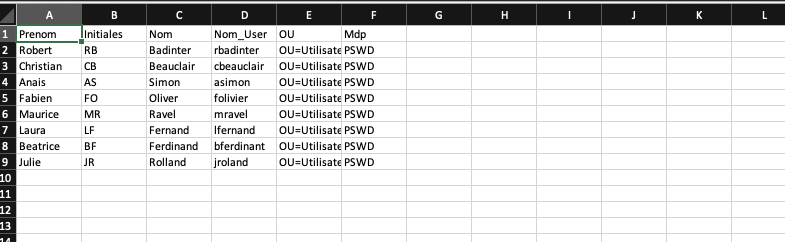 A B C D E F G H I J K L
1 Prenom Initiales Nom Nom_User OU Mdp
2 Robert RB Badinter rbadinter OU=Utilisate PSWD
3 Christian CB Beauclair cbeauclair OU=Utilisate PSWD
4 Anais AS Simon asimon OU=Utilisate PSWD
5 Fabien FO Oliver folivier OU=Utilisate PSWD
6 Maurice MR Ravel mravel OU=Utilisate PSWD
7 Laura LF Fernand lfernand OU=Utilisate PSWD
8 Beatrice BF Ferdinand bferdinant OU=Utilisate PSWD
9 Julie JR Rolland jroland OU=Utilisate PSWD
10
11
12
13
14